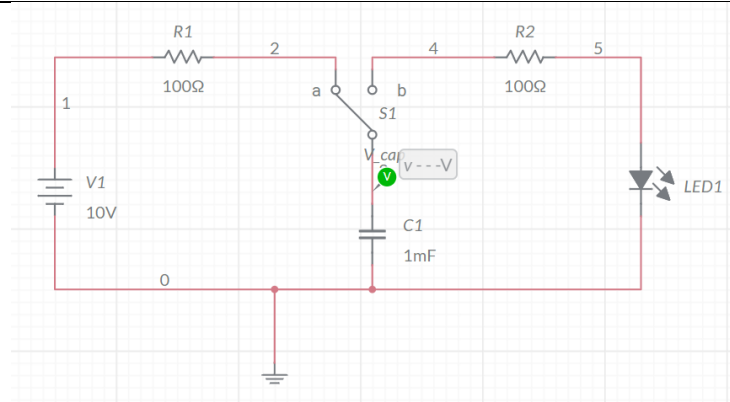 R1
R2
2
4
5
100Ω
a
b
100Ω
1
S1
V_cap
v - - -V
V
V1
LED1
10V
C1
1mF
0